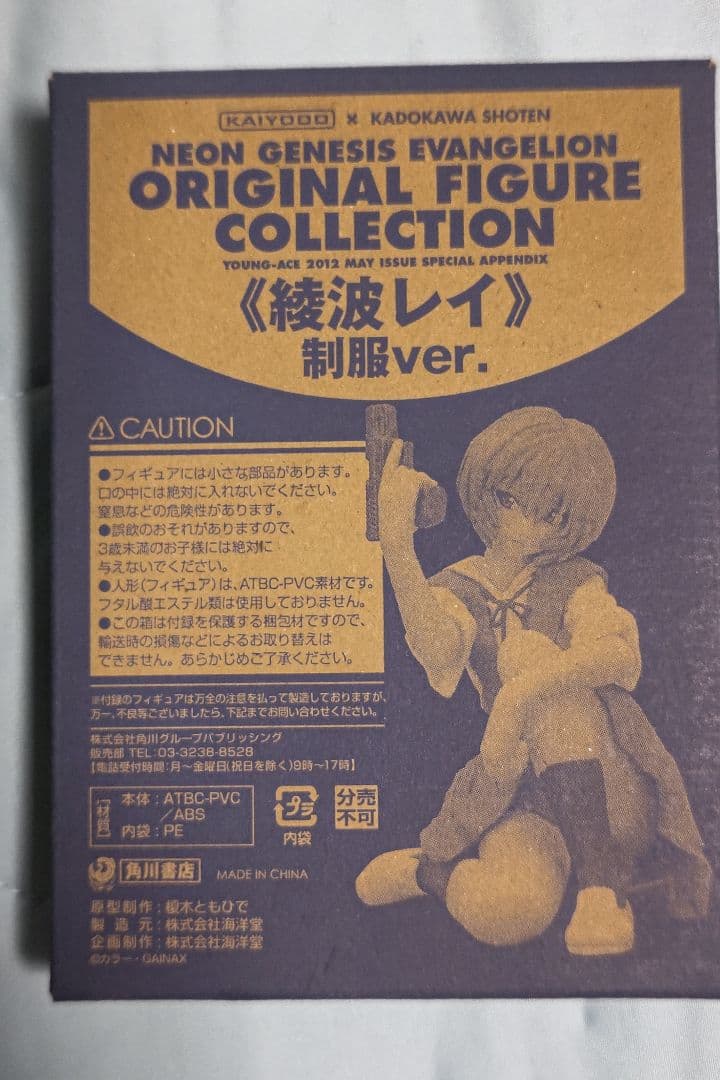 KAIYODO × KADOKAWA SHOTEN
NEON GENESIS EVANGELION
ORIGINAL FIGURE
COLLECTION
YOUNG-ACE 2012 MAY ISSUE SPECIAL APPENDIX
《綾波レイ》
制服ver.
⚠ CAUTION
●フィギュアには小さな部品があります。
口の中には絶対に入れないでください。
窒息などの危険性があります。
●誤飲のおそれがありますので、
3歳未満のお子様には絶対に
与えないでください。
●人形(フィギュア)は、ATBC-PVC素材です。
フタル酸エステル類は使用しておりません。
●この箱は付録を保護する梱包材ですので、
輸送時の損傷などによるお取り替えは
できません。あらかじめご了承ください。
※付録のフィギュアは万全の注意を払って製造しておりますが、
万一、不良等ございましたら、下記までお問い合わせください。
株式会社角川グループパブリッシング
販売部 TEL:03-3238-8528
【電話受付時間:月〜金曜日(祝日を除く)9時〜17時】
[材質] 本体:ATBC-PVC
／ABS
内袋:PE
プラ
内袋
分売
不可
角川書店 MADE IN CHINA
原型制作:榎木ともひで
製造元:株式会社海洋堂
企画制作:株式会社海洋堂
©カラー・GAINAX